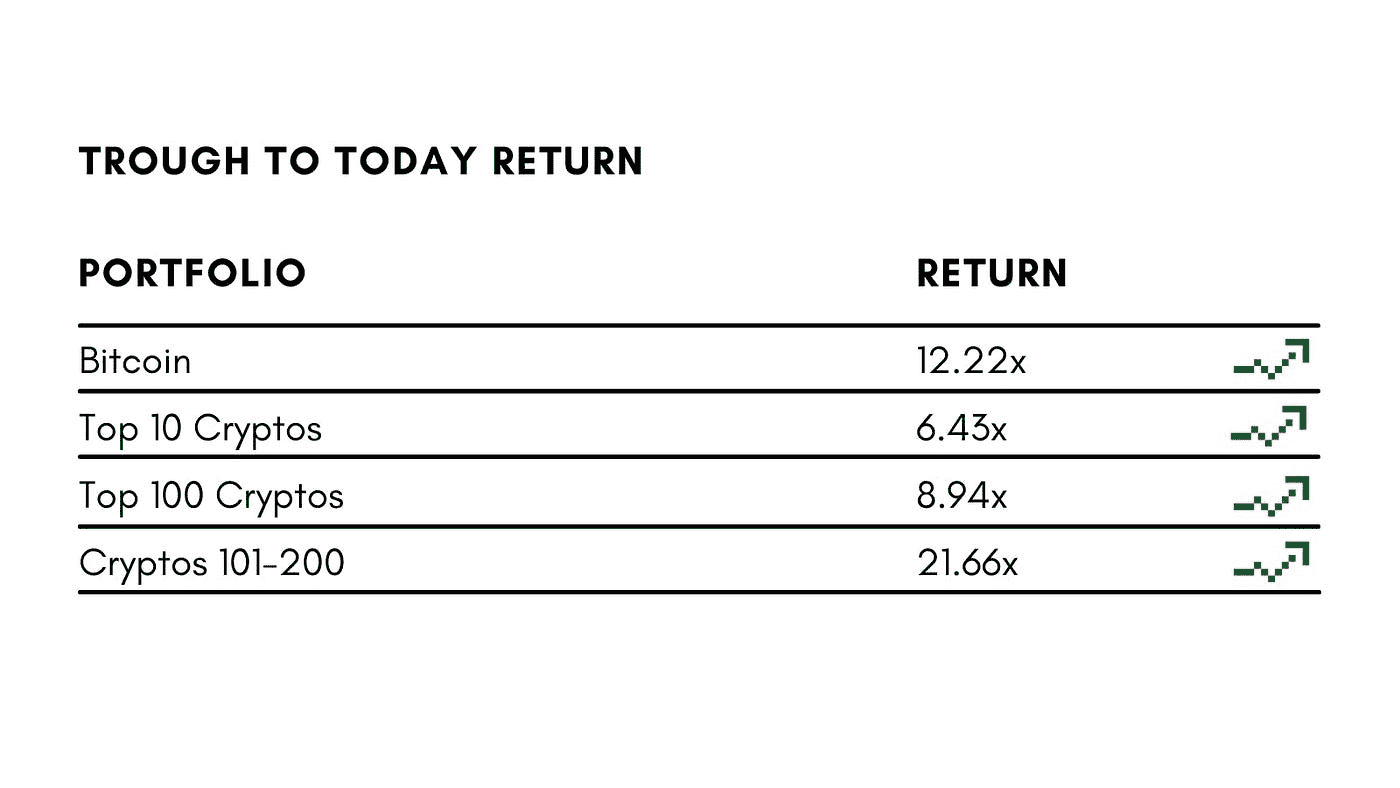 TROUGH TO TODAY RETURN
PORTFOLIO RETURN
Bitcoin 12.22x
Top 10 Cryptos 6.43x
Top 100 Cryptos 8.94x
Cryptos 101-200 21.66x